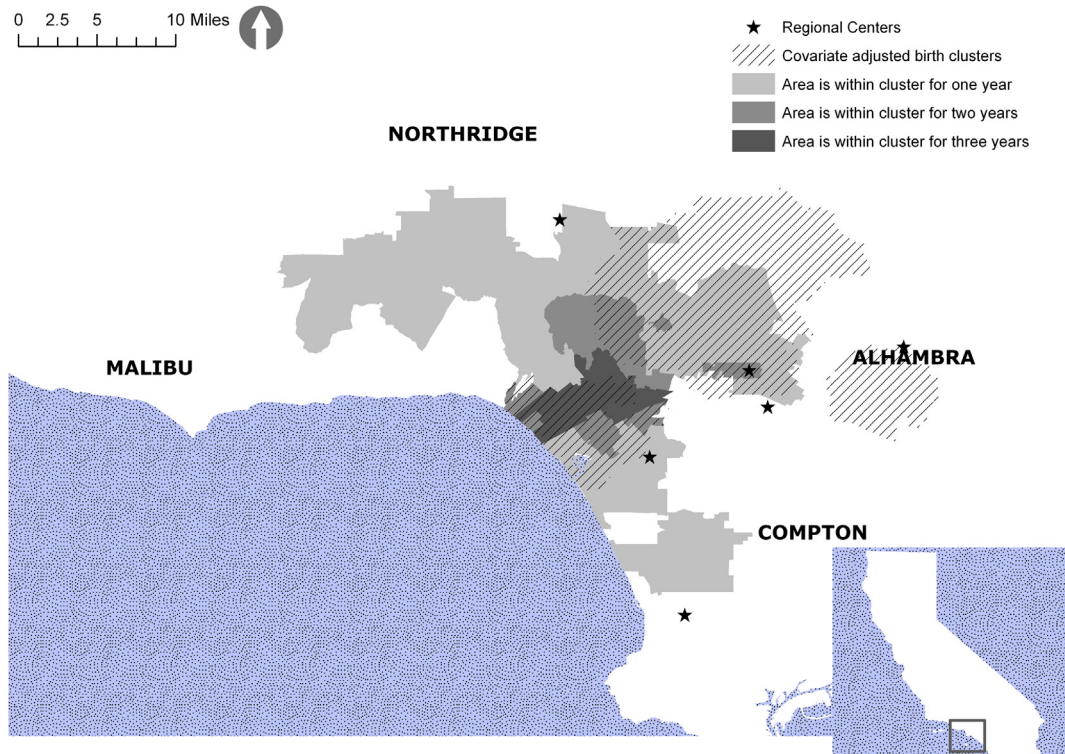 0 2.5 5 10 Miles
Regional Centers
Covariate adjusted birth clusters
Area is within cluster for one year
Area is within cluster for two years
Area is within cluster for three years
NORTHRIDGE
MALIBU
ALHAMBRA
COMPTON